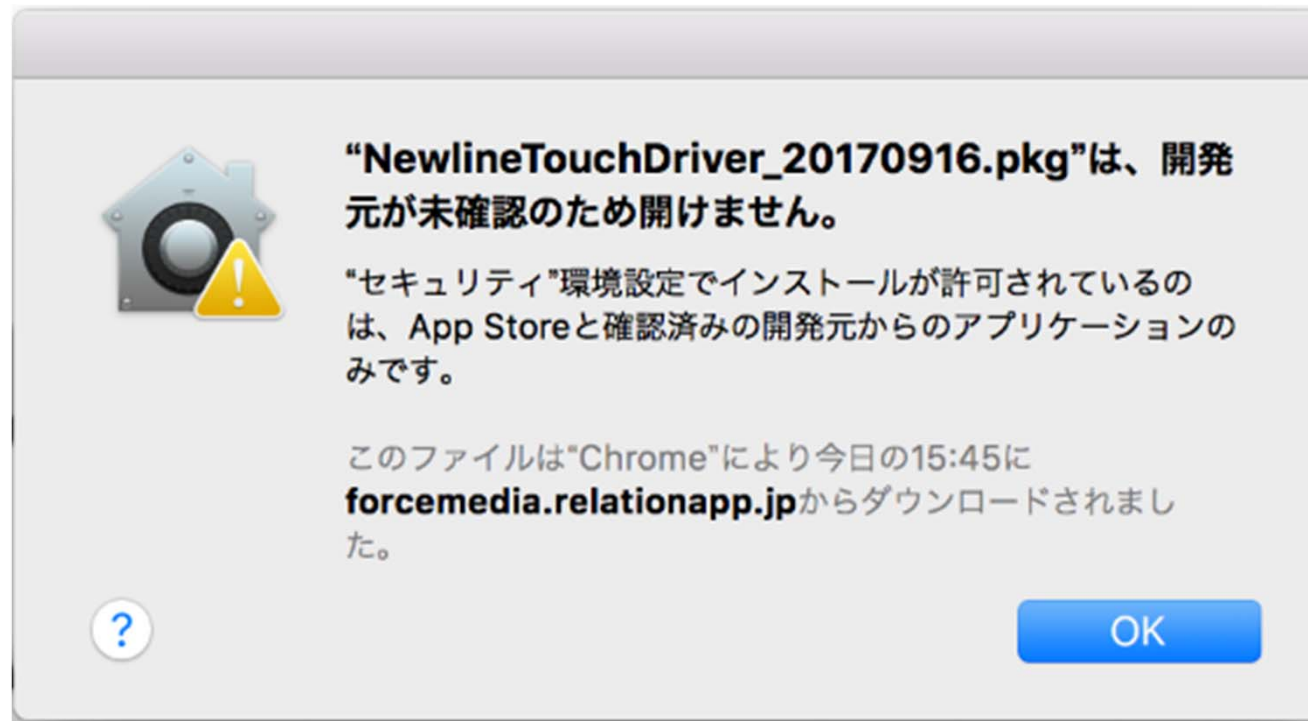 “NewlineTouchDriver_20170916.pkg”は、開発
元が未確認のため開けません。
“セキュリティ”環境設定でインストールが許可されているの
は、App Storeと確認済みの開発元からのアプリケーションの
みです。
このファイルは“Chrome”により今日の15:45に
forcemedia.relationapp.jpからダウンロードされまし
た。
?
OK